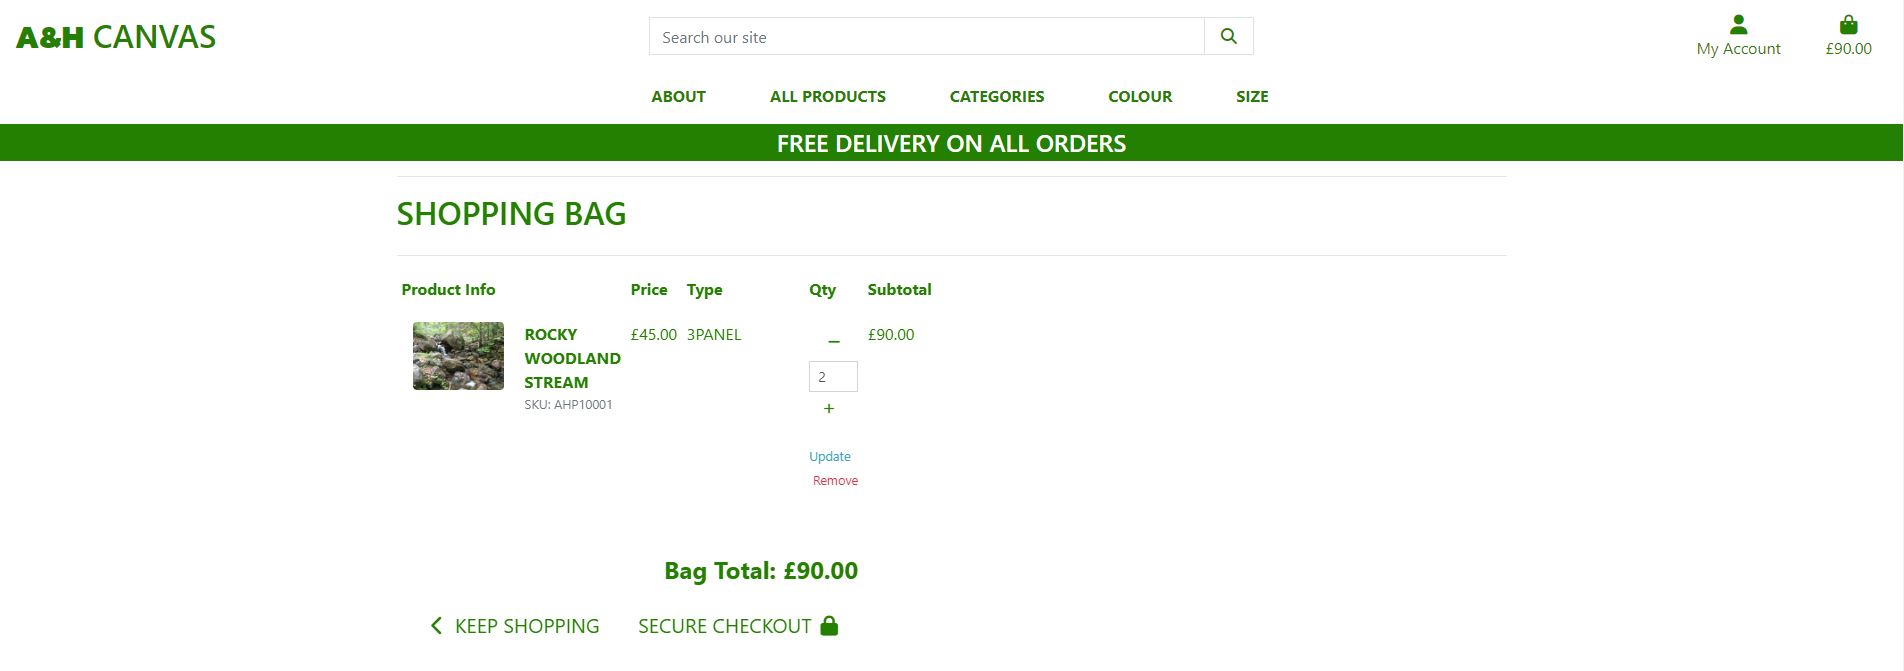 A&H CANVAS
Search our site
My Account
£90.00
ABOUT ALL PRODUCTS CATEGORIES COLOUR SIZE
FREE DELIVERY ON ALL ORDERS
SHOPPING BAG
Product Info Price Type Qty Subtotal
ROCKY WOODLAND STREAM
SKU: AHP10001
£45.00 3PANEL
−
2
+
£90.00
Update
Remove
Bag Total: £90.00
KEEP SHOPPING SECURE CHECKOUT